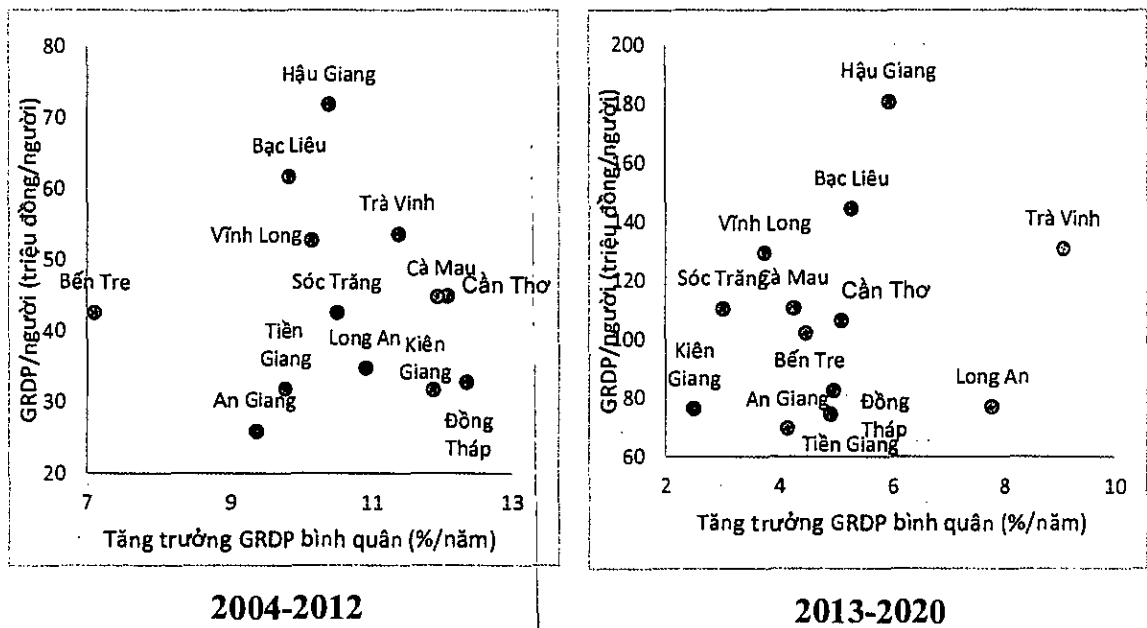 80
70
60
50
40
30
20
GRDP/người (triệu đồng/người)
Hậu Giang
Bạc Liêu
Trà Vinh
Vĩnh Long
Cà Mau
Bến Tre
Sóc Trăng
Cần Thơ
Tiền
Giang
Long An
Kiên
Giang
An Giang
Đồng
Tháp
7
9
11
13
Tăng trưởng GRDP bình quân (%/năm)
2004-2012
200
180
160
140
120
100
80
60
GRDP/người (triệu đồng/người)
Hậu Giang
Bạc Liêu
Vĩnh Long
Trà Vinh
Sóc Trăng
Cà Mau
Cần Thơ
Kiên
Giang
Bến Tre
Long An
An Giang
Đồng
Tháp
Tiền Giang
2
4
6
8
10
Tăng trưởng GRDP bình quân (%/năm)
2013-2020